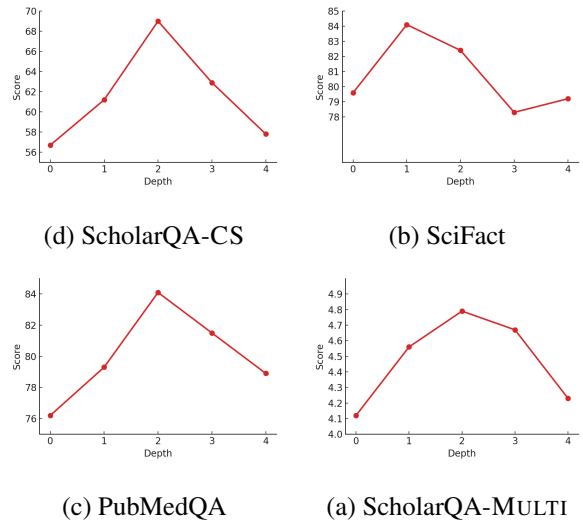 70
68
66
64
62
60
58
56
Score
0 1 2 3 4
Depth
(d) ScholarQA-CS
85
84
83
82
81
80
79
78
Score
0 1 2 3 4
Depth
(b) SciFact
84
82
80
78
76
Score
0 1 2 3 4
Depth
(c) PubMedQA
4.9
4.8
4.7
4.6
4.5
4.4
4.3
4.2
4.1
4.0
Score
0 1 2 3 4
Depth
(a) ScholarQA-MULTI